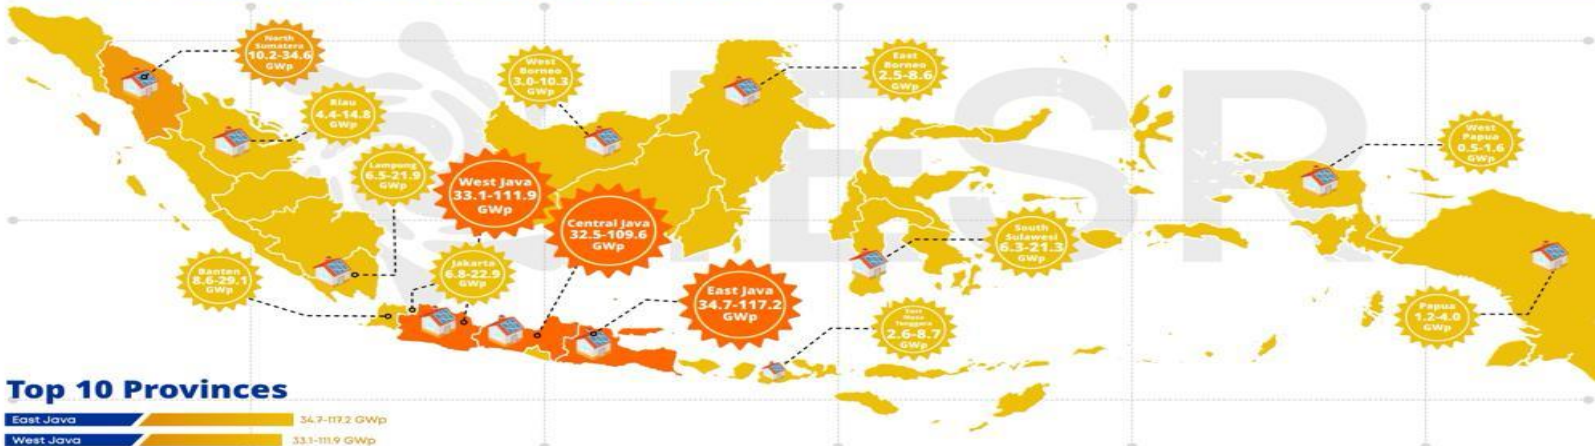 North
Sumatera
10.2-34.6
GWp
Riau
4.4-14.8
GWp
West
Borneo
3.0-10.3
GWp
East
Borneo
2.5-8.6
GWp
West
Papua
0.5-1.6
GWp
Lampung
6.5-21.9
GWp
West Java
33.1-111.9
GWp
Central Java
32.5-109.6
GWp
South
Sulawesi
6.3-21.3
GWp
Banten
8.6-29.1
GWp
Jakarta
6.8-22.9
GWp
East Java
34.7-117.2
GWp
Tenggara
2.6-8.7
GWp
Papua
1.2-4.0
GWp
IESR
Top 10 Provinces
East Java 34.7-117.2 GWp
West Java 33.1-111.9 GWp